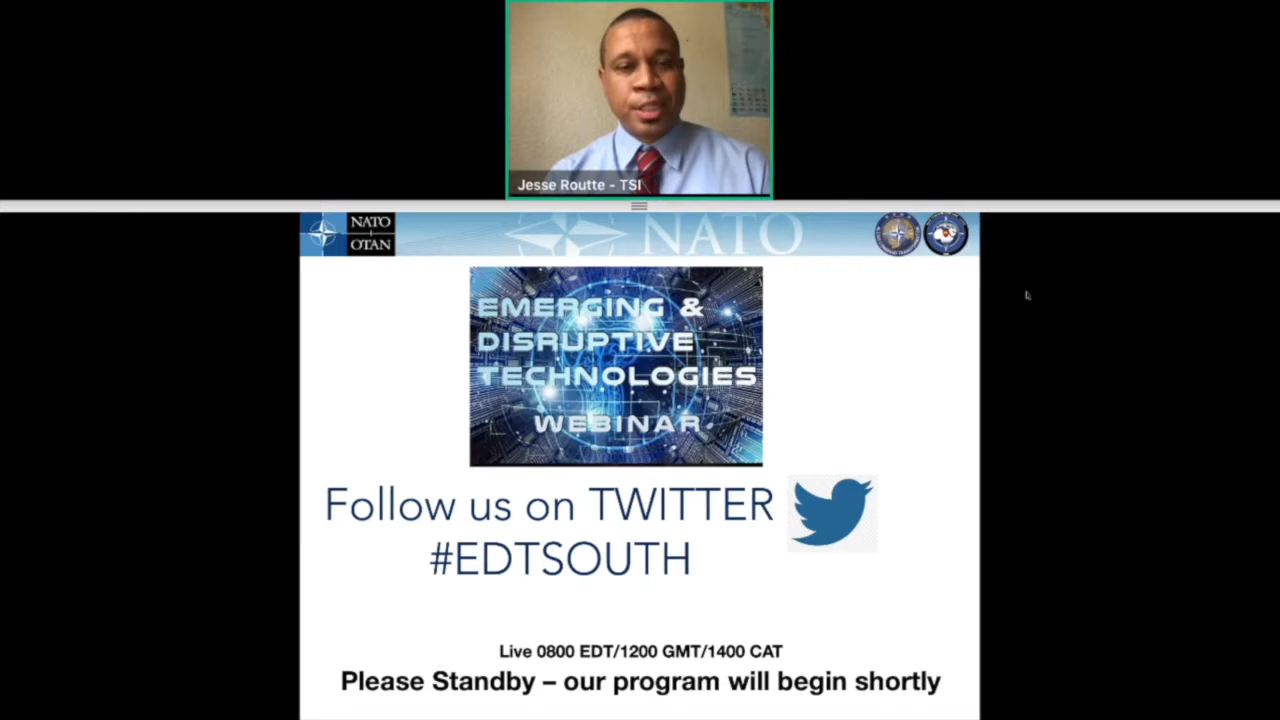 Jesse Routte - TSI
NATO
OTAN
NATO
EMERGING &
DISRUPTIVE
TECHNOLOGIES
WEBINAR
Follow us on TWITTER
#EDTSOUTH
Live 0800 EDT/1200 GMT/1400 CAT
Please Standby – our program will begin shortly